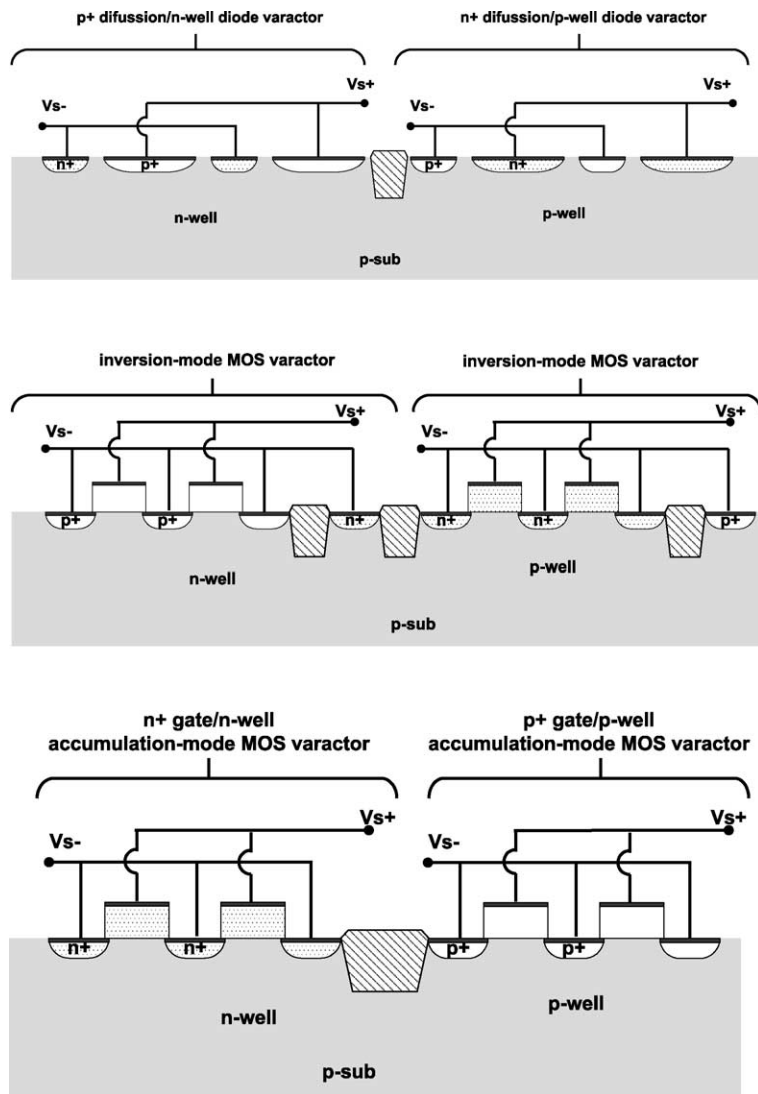 p+ difussion/n-well diode varactor
n+ difussion/p-well diode varactor
Vs+
Vs+
Vs-
Vs-
n+
p+
p+
n+
n-well
p-well
p-sub
inversion-mode MOS varactor
inversion-mode MOS varactor
Vs+
Vs+
Vs-
Vs-
p+
p+
n+
n+
n+
p+
n-well
p-well
p-sub
n+ gate/n-well
accumulation-mode MOS varactor
p+ gate/p-well
accumulation-mode MOS varactor
Vs+
Vs+
Vs-
Vs-
n+
n+
p+
p+
n-well
p-well
p-sub